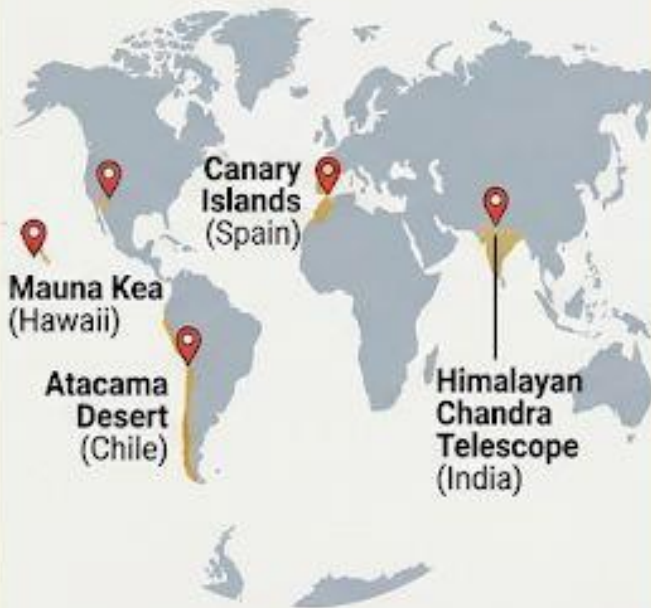 Canary
Islands
(Spain)
Mauna Kea
(Hawaii)
Atacama
Desert
(Chile)
Himalayan
Chandra
Telescope
(India)